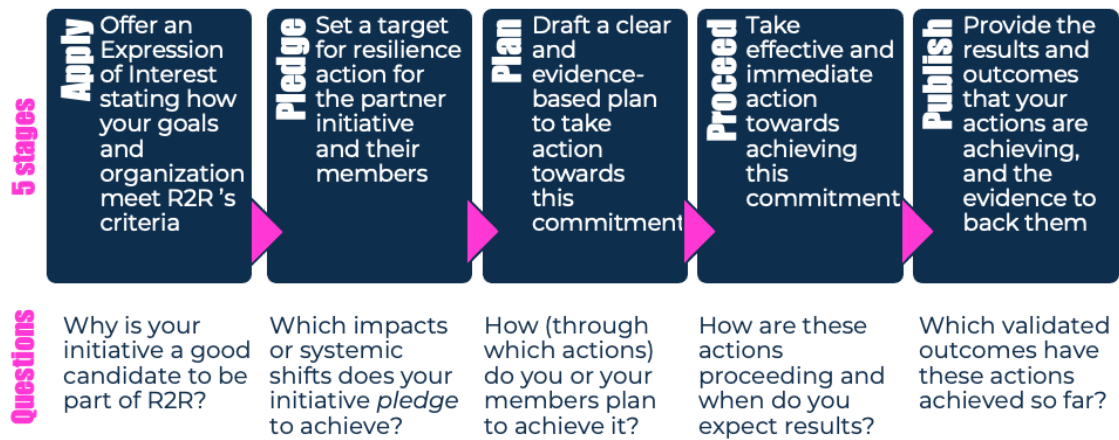 5 stages
Apply
Offer an
Expression
of Interest
stating how
your goals
and
organization
meet R2R 's
criteria
Pledge
Set a target
for resilience
action for
the partner
initiative
and their
members
Plan
Draft a clear
and
evidence-
based plan
to take
action
towards
this
commitment
Proceed
Take
effective and
immediate
action
towards
achieving
this
commitment
Publish
Provide the
results and
outcomes
that your
actions are
achieving,
and the
evidence to
back them
Questions
Why is your
initiative a good
candidate to be
part of R2R?
Which impacts
or systemic
shifts does your
initiative pledge
to achieve?
How (through
which actions)
do you or your
members plan
to achieve it?
How are these
actions
proceeding and
when do you
expect results?
Which validated
outcomes have
these actions
achieved so far?